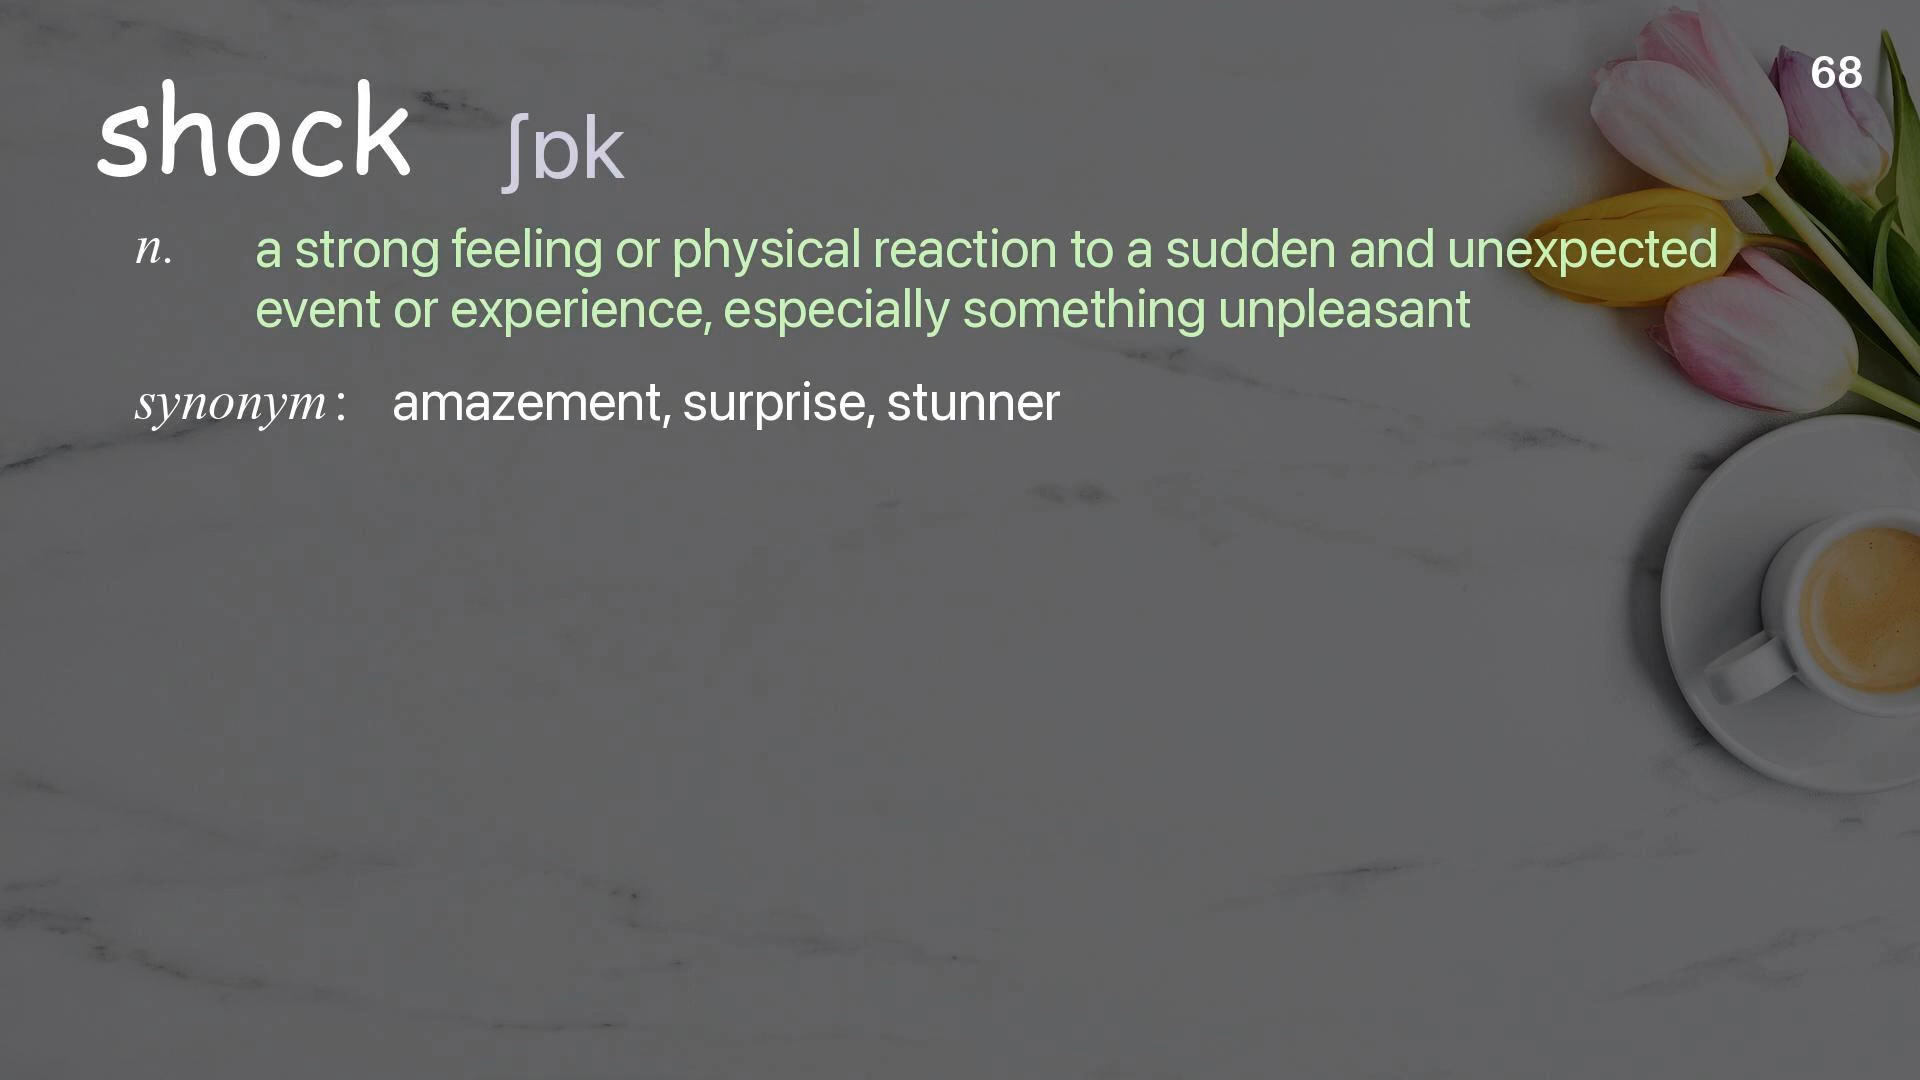 68
shock ʃɒk
n. a strong feeling or physical reaction to a sudden and unexpected
event or experience, especially something unpleasant
synonym : amazement, surprise, stunner